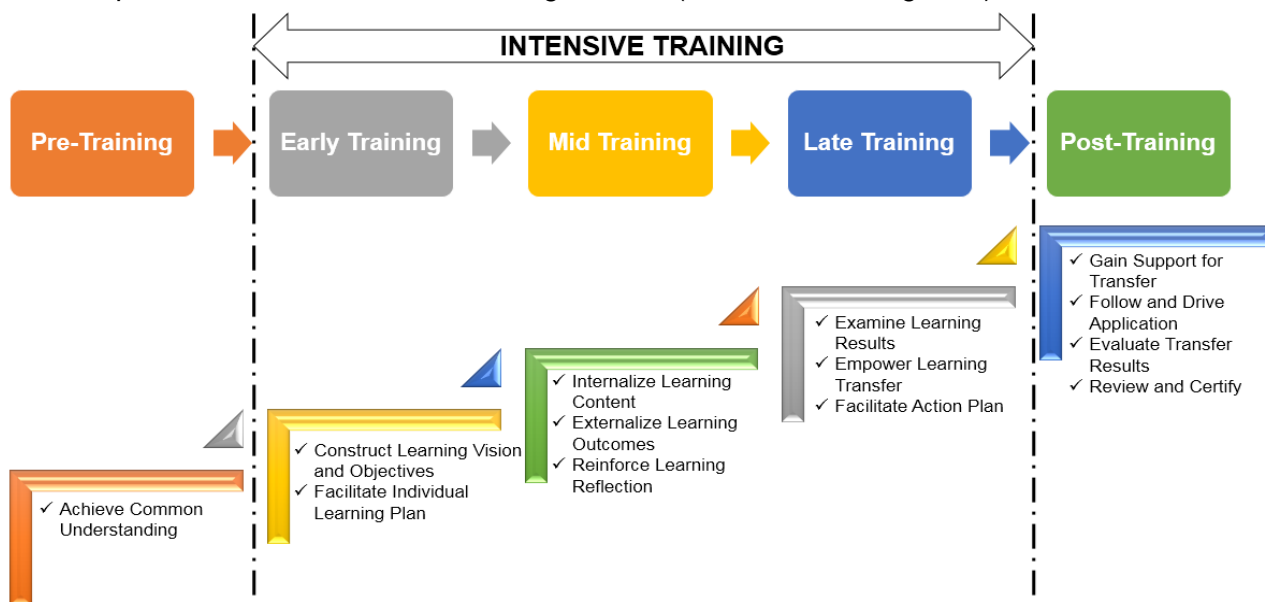 INTENSIVE TRAINING
Pre-Training
Early Training
Mid Training
Late Training
Post-Training
✓ Achieve Common
Understanding
✓ Construct Learning Vision
and Objectives
✓ Facilitate Individual
Learning Plan
✓ Internalize Learning
Content
✓ Externalize Learning
Outcomes
✓ Reinforce Learning
Reflection
✓ Examine Learning
Results
✓ Empower Learning
Transfer
✓ Facilitate Action Plan
✓ Gain Support for
Transfer
✓ Follow and Drive
Application
✓ Evaluate Transfer
Results
✓ Review and Certify